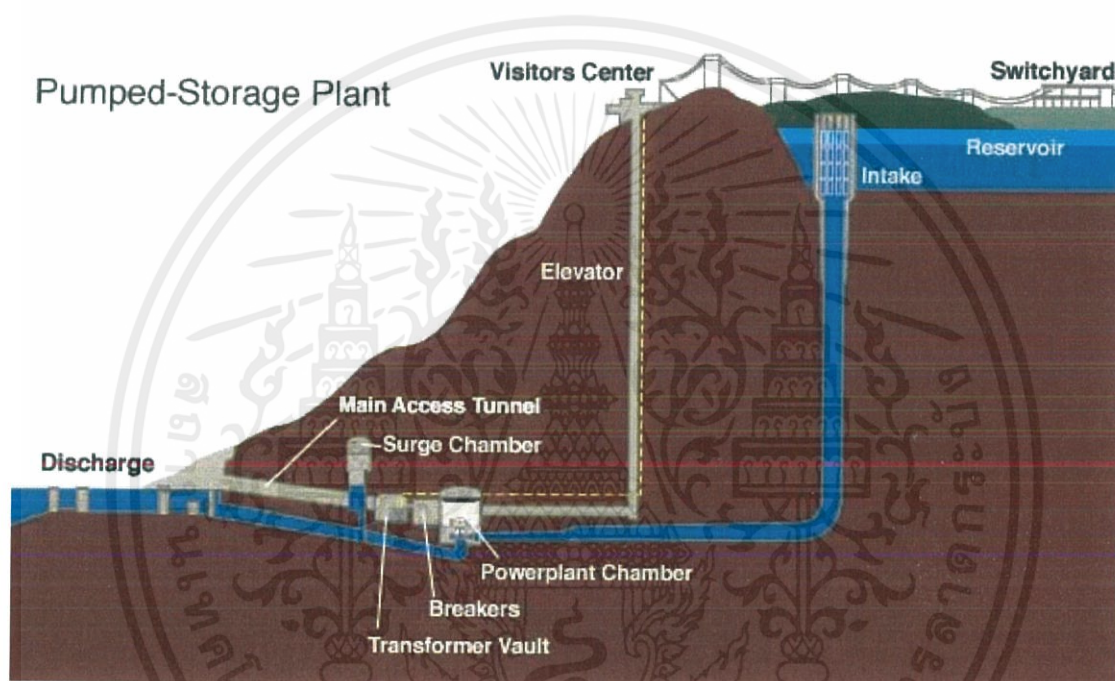 Pumped-Storage Plant
Visitors Center
Switchyard
Reservoir
Intake
Elevator
Main Access Tunnel
Surge Chamber
Discharge
Powerplant Chamber
Breakers
Transformer Vault